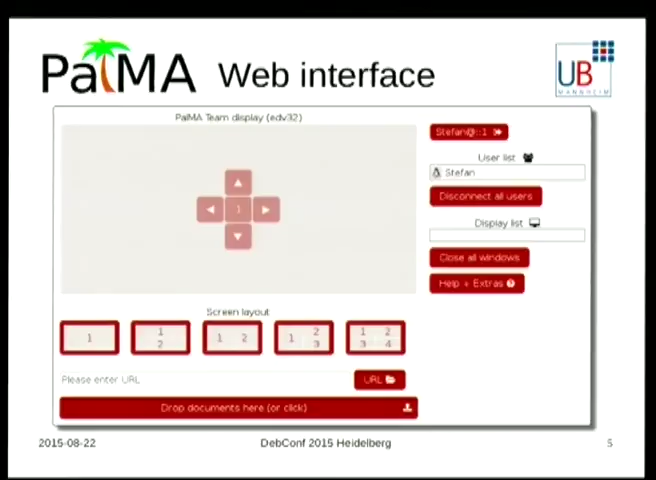 PalMA Web interface
UB
MANNHEIM
PalMA Team display (edv32)
Stefan@::1
User list
Stefan
Disconnect all users
Display list
Close all windows
Help + Extras
1
Screen layout
1
1
2
1 2
1 2
3
1 2
3 4
Please enter URL
URL
Drop documents here (or click)
2015-08-22
DebConf 2015 Heidelberg
5